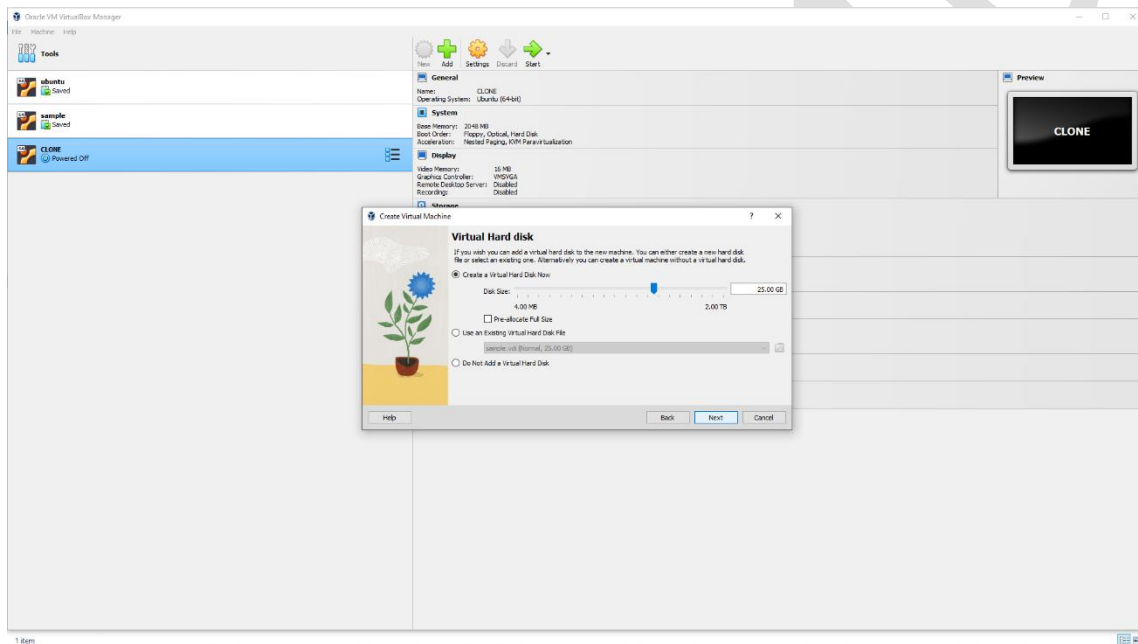 Oracle VM VirtualBox Manager
File Machine Help
Tools
New Add Settings Discard Start
ubuntu
Saved
sample
Saved
CLONE
Powered Off
General
Name: CLONE
Operating System: Ubuntu (64-bit)
System
Base Memory: 2048 MB
Boot Order: Floppy, Optical, Hard Disk
Acceleration: Nested Paging, KVM Paravirtualization
Display
Video Memory: 16 MB
Graphics Controller: VMSVGA
Remote Desktop Server: Disabled
Recording: Disabled
Storage
Preview
CLONE
Create Virtual Machine
? ×
Virtual Hard disk
If you wish you can add a virtual hard disk to the new machine. You can either create a new hard disk
file or select an existing one. Alternatively you can create a virtual machine without a virtual hard disk.
Create a Virtual Hard Disk Now
Disk Size: 25.00 GB
4.00 MB 2.00 TB
Pre-allocate Full Size
Use an Existing Virtual Hard Disk File
sample.vdi (Normal, 25.00 GB)
Do Not Add a Virtual Hard Disk
Help Back Next Cancel
1 item